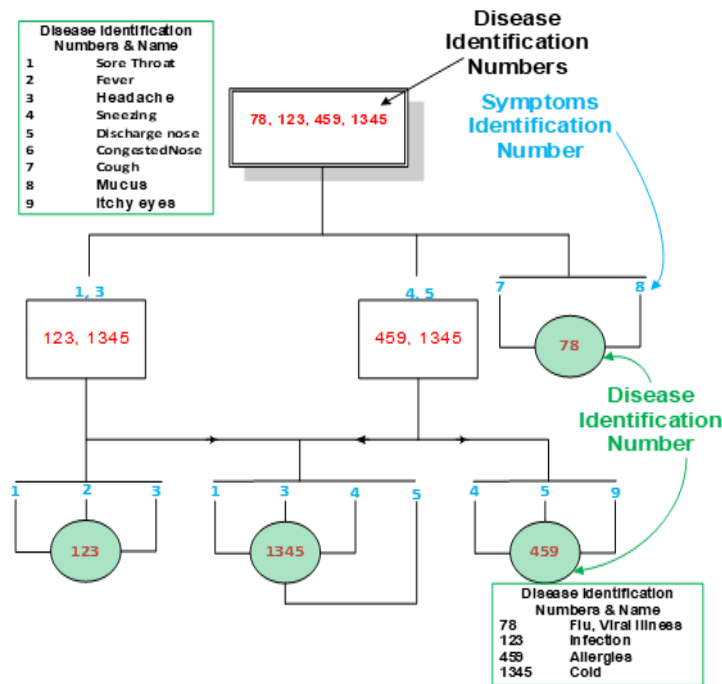 Disease Identification
Numbers & Name
1 Sore Throat
2 Fever
3 Headache
4 Sneezing
5 Discharge nose
6 CongestedNose
7 Cough
8 Mucus
9 Itchy eyes
Disease
Identification
Numbers
78, 123, 459, 1345
Symptoms
Identification
Number
1, 3
4, 5
7 8
123, 1345
459, 1345
78
Disease
Identification
Number
1 2 3
1 3 4 5
4 5 9
123
1345
459
Disease Identification
Numbers & Name
78 Flu, Viral Illness
123 Infection
459 Allergies
1345 Cold